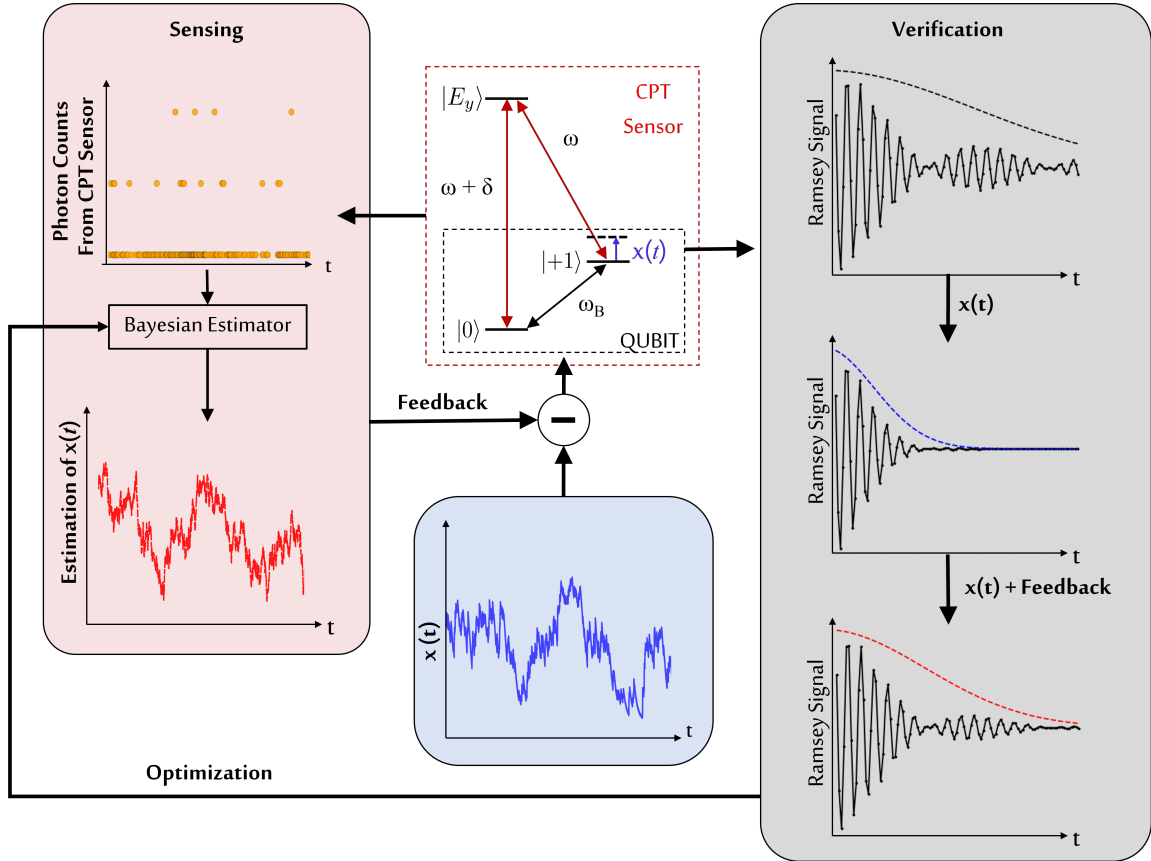 Sensing
Photon Counts
From CPT Sensor
t
Bayesian Estimator
Estimation of x(t)
t
Optimization
Feedback
CPT
Sensor
|E_y⟩
ω
ω + δ
x(t)
|+1⟩
ω_B
|0⟩
QUBIT
x(t)
t
Verification
Ramsey Signal
t
x(t)
Ramsey Signal
t
x(t) + Feedback
Ramsey Signal
t